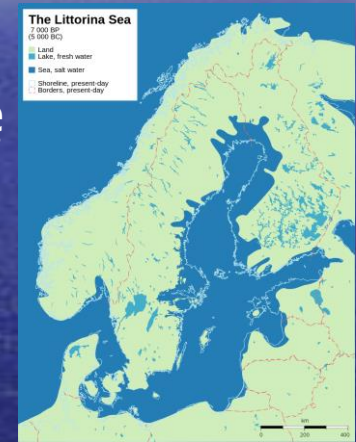 The Littorina Sea
7 000 BP
(5 000 BC)
Land
Lake, fresh water
Sea, salt water
Shoreline, present-day
Borders, present-day
e
km
0 200 400